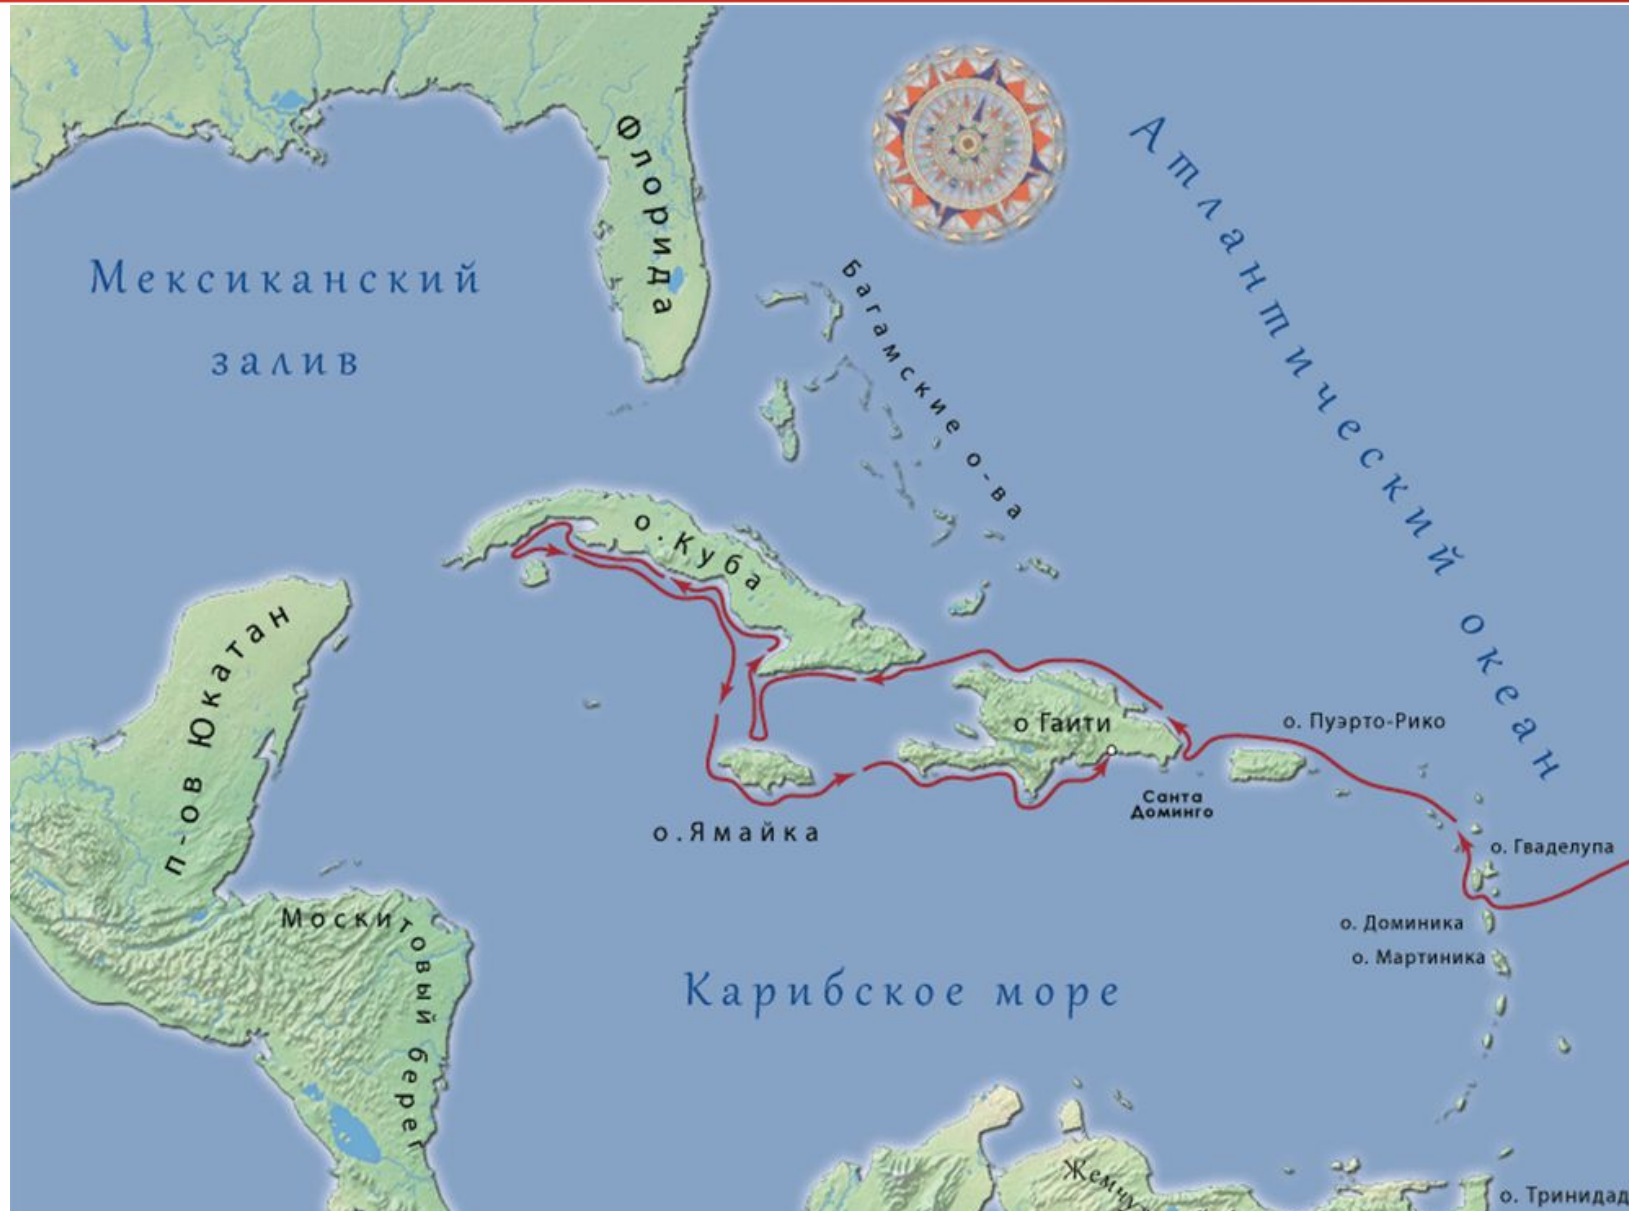 Флорида
Атлантический океан
Мексиканский
залив
Багамские о-ва
о.Куба
п-ов Юкатан
о Гаити
о. Пуэрто-Рико
Санта
Доминго
о.Ямайка
о. Гваделупа
Москитовый берег
о. Доминика
о. Мартиника
Карибское море
Жемчу
о. Тринидад